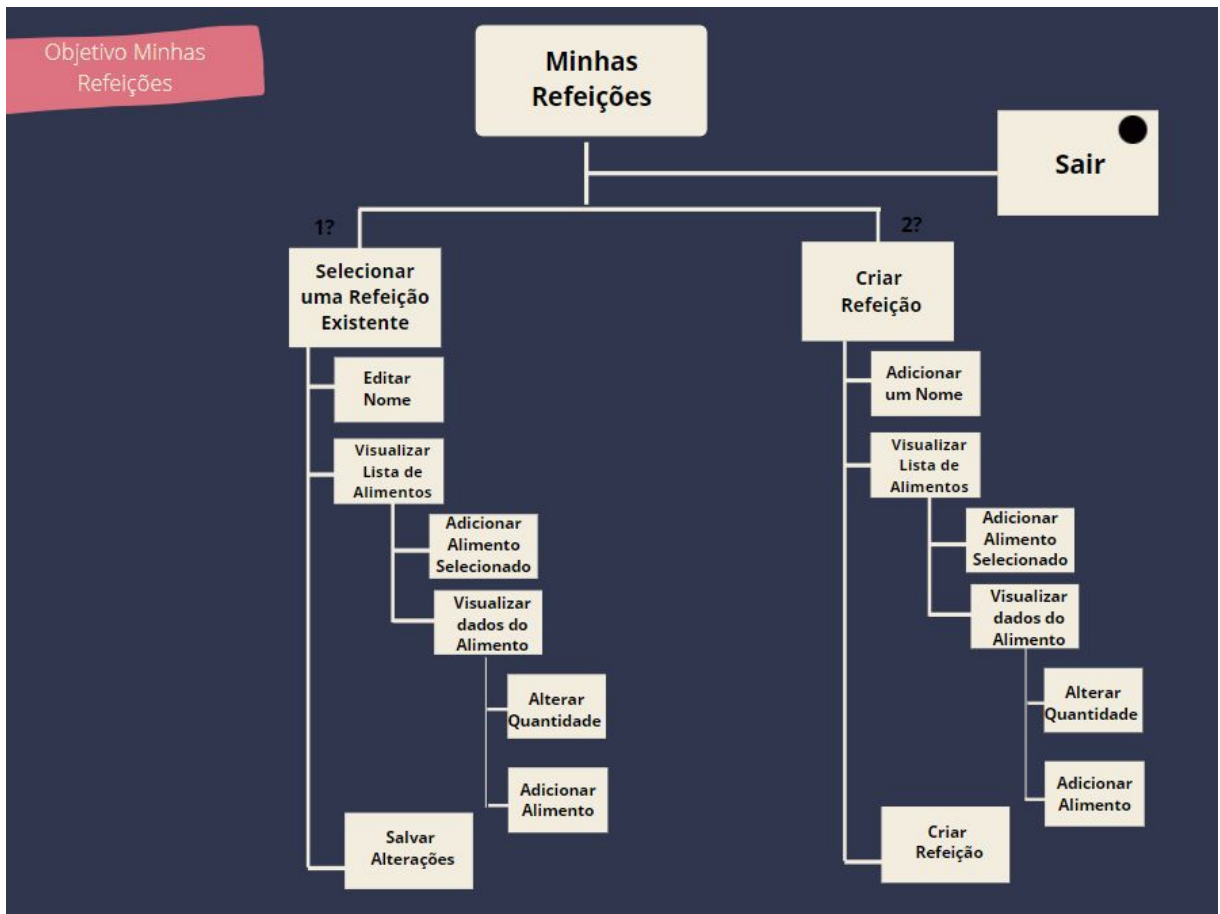 Objetivo Minhas
Refeições
Minhas
Refeições
Sair
1?
Selecionar
uma Refeição
Existente
Editar
Nome
Visualizar
Lista de
Alimentos
Adicionar
Alimento
Selecionado
Visualizar
dados do
Alimento
Alterar
Quantidade
Adicionar
Alimento
Salvar
Alterações
2?
Criar
Refeição
Adicionar
um Nome
Visualizar
Lista de
Alimentos
Adicionar
Alimento
Selecionado
Visualizar
dados do
Alimento
Alterar
Quantidade
Adicionar
Alimento
Criar
Refeição